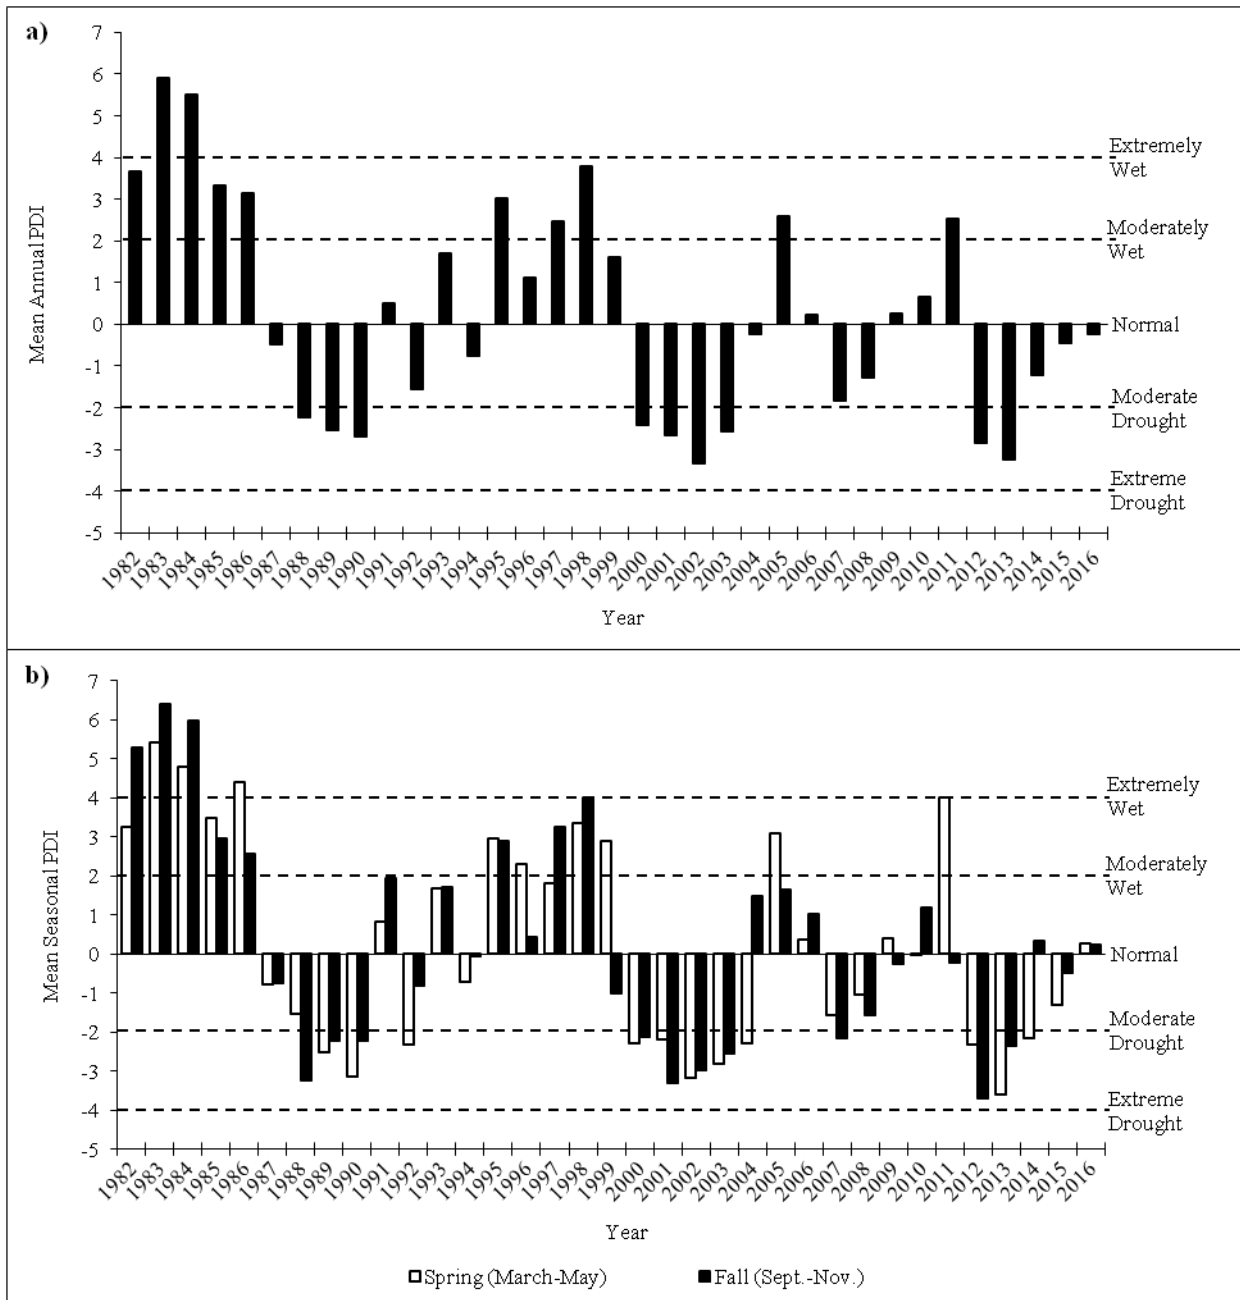 a)
7
6
5
4
3
2
1
0
-1
-2
-3
-4
-5
Mean Annual PDI
Extremely
Wet
Moderately
Wet
Normal
Moderate
Drought
Extreme
Drought
1982 1983 1984 1985 1986 1987 1988 1989 1990 1991 1992 1993 1994 1995 1996 1997 1998 1999 2000 2001 2002 2003 2004 2005 2006 2007 2008 2009 2010 2011 2012 2013 2014 2015 2016
Year
b)
7
6
5
4
3
2
1
0
-1
-2
-3
-4
-5
Mean Seasonal PDI
Extremely
Wet
Moderately
Wet
Normal
Moderate
Drought
Extreme
Drought
1982 1983 1984 1985 1986 1987 1988 1989 1990 1991 1992 1993 1994 1995 1996 1997 1998 1999 2000 2001 2002 2003 2004 2005 2006 2007 2008 2009 2010 2011 2012 2013 2014 2015 2016
Year
Spring (March-May) Fall (Sept.-Nov.)